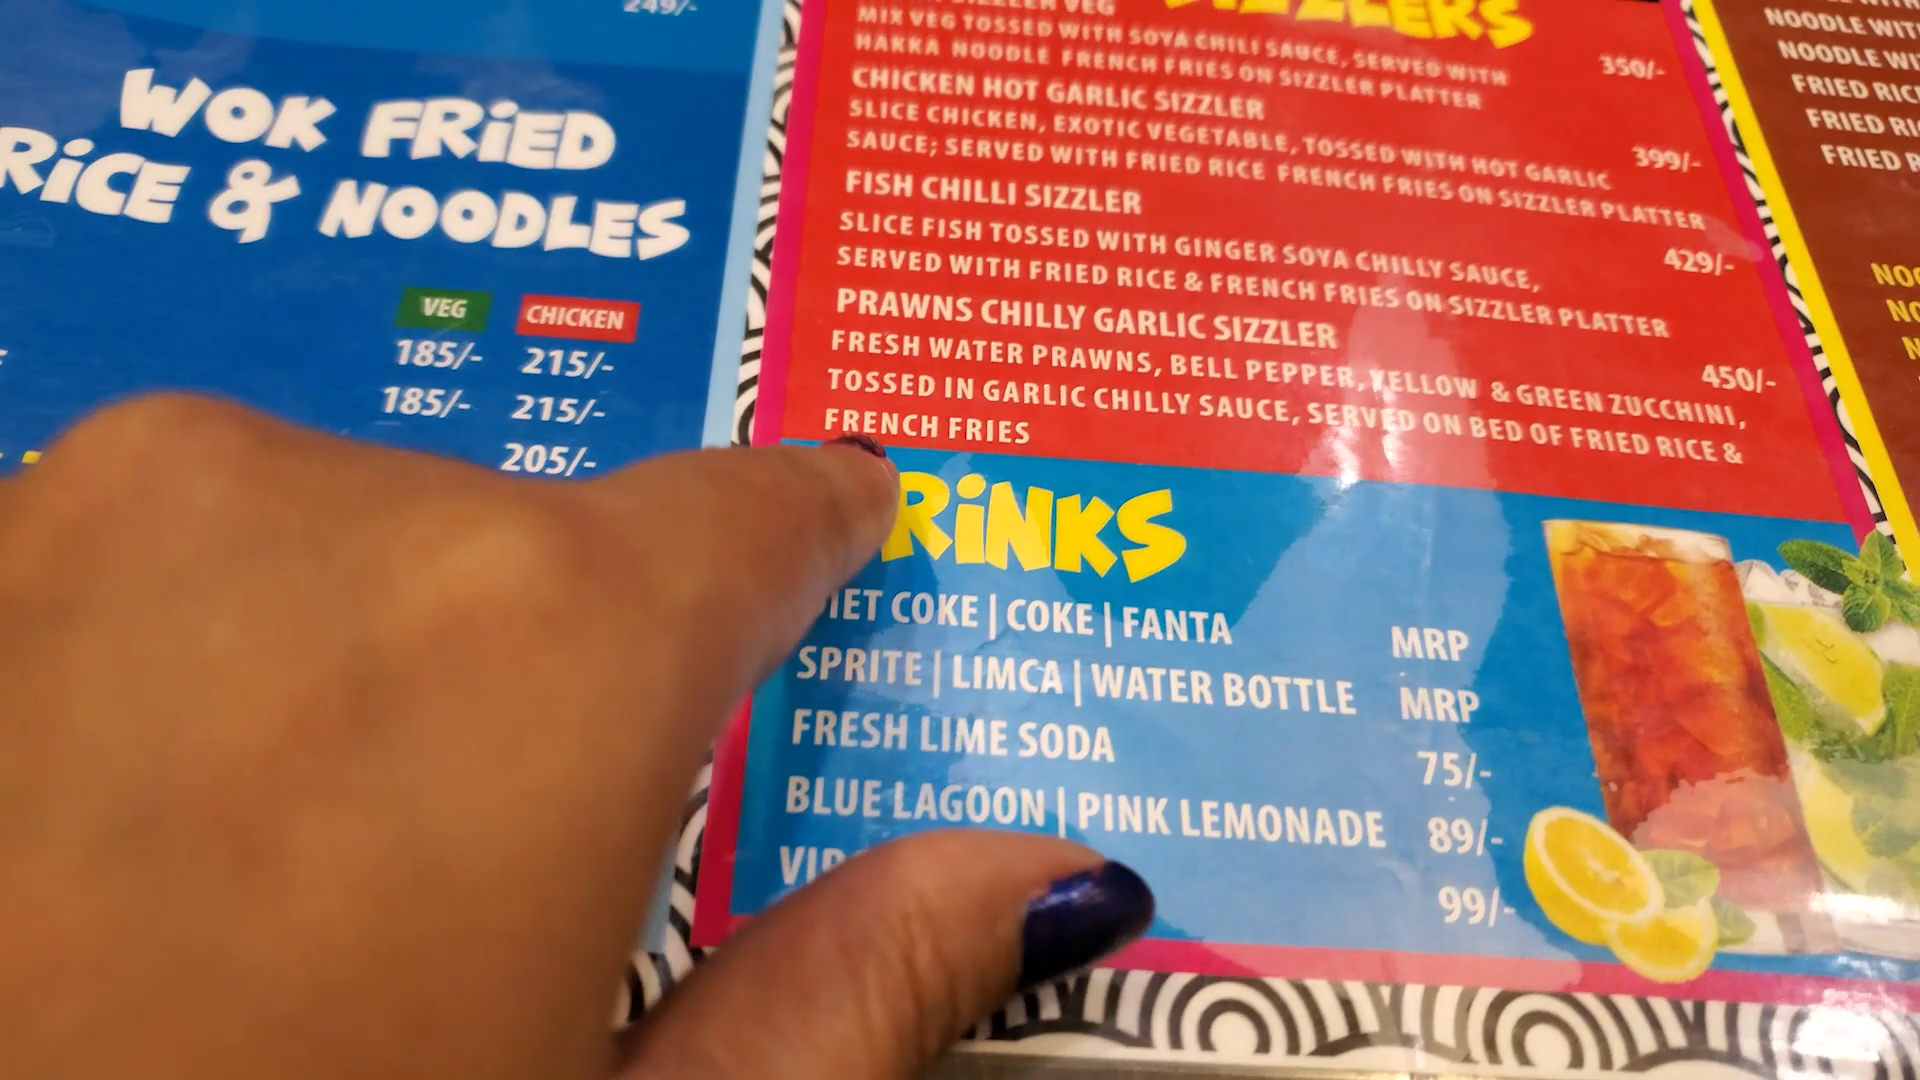 249/-
WOK FRiED
RiCE & NOODLES
VEG CHICKEN
185/- 215/-
185/- 215/-
205/-
SIZZLERS
SIZZLER VEG
MIX VEG TOSSED WITH SOYA CHILI SAUCE, SERVED WITH 350/-
HAKKA NOODLE FRENCH FRIES ON SIZZLER PLATTER
CHICKEN HOT GARLIC SIZZLER
SLICE CHICKEN, EXOTIC VEGETABLE, TOSSED WITH HOT GARLIC 399/-
SAUCE; SERVED WITH FRIED RICE FRENCH FRIES ON SIZZLER PLATTER
FISH CHILLI SIZZLER
SLICE FISH TOSSED WITH GINGER SOYA CHILLY SAUCE, 429/-
SERVED WITH FRIED RICE & FRENCH FRIES ON SIZZLER PLATTER
PRAWNS CHILLY GARLIC SIZZLER
FRESH WATER PRAWNS, BELL PEPPER, YELLOW & GREEN ZUCCHINI, 450/-
TOSSED IN GARLIC CHILLY SAUCE, SERVED ON BED OF FRIED RICE &
FRENCH FRIES
RiNKS
IET COKE | COKE | FANTA MRP
SPRITE | LIMCA | WATER BOTTLE MRP
FRESH LIME SODA 75/-
BLUE LAGOON | PINK LEMONADE 89/-
99/-
NOODLE WITH
NOODLE WI
FRIED RICE
FRIED RIC
FRIED R
NOO
NO
N